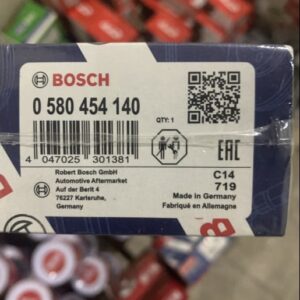 BOSCH
0 580 454 140
QTY: 1
4 047025 301381
EAC
Robert Bosch GmbH
Automotive Aftermarket
Auf der Breit 4
76227 Karlsruhe,
Germany
C14
719
Made in Germany
Fabriqué en Allemagne